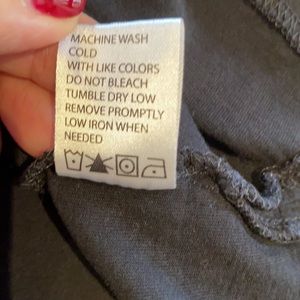 MACHINE WASH
COLD
WITH LIKE COLORS
DO NOT BLEACH
TUMBLE DRY LOW
REMOVE PROMPTLY
LOW IRON WHEN
NEEDED